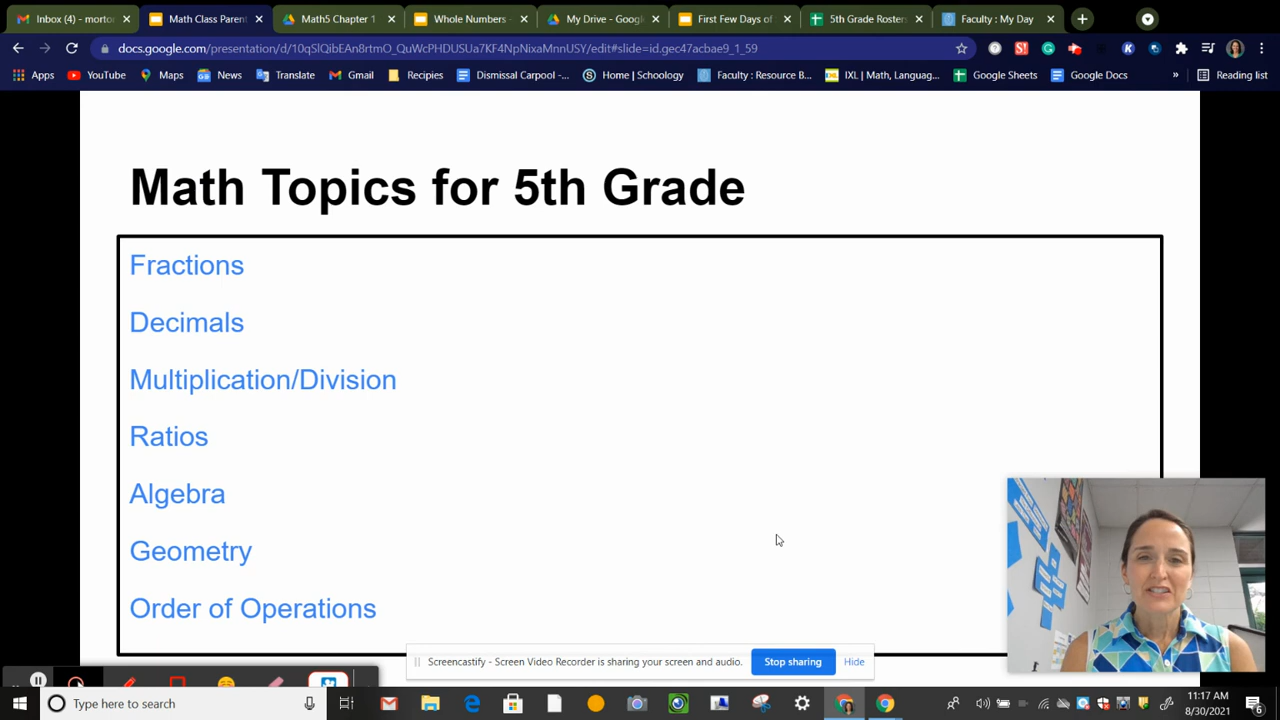 Inbox (4) - morto
Math Class Paren
Math5 Chapter 1
Whole Numbers -
My Drive - Google
First Few Days of
5th Grade Rosters
Faculty : My Day
docs.google.com/presentation/d/10qSlQibEAn8rtmO_QuWcPHDUSUa7KF4NpNixaMnnUSY/edit#slide=id.gec47acbae9_1_59
Apps
YouTube
Maps
News
Translate
Gmail
Recipies
Dismissal Carpool -...
Home | Schoology
Faculty : Resource B...
IXL | Math, Languag...
Google Sheets
Google Docs
»
Reading list
Math Topics for 5th Grade
Fractions
Decimals
Multiplication/Division
Ratios
Algebra
Geometry
Order of Operations
Screencastify - Screen Video Recorder is sharing your screen and audio.
Stop sharing
Hide
Type here to search
11:17 AM
8/30/2021
6